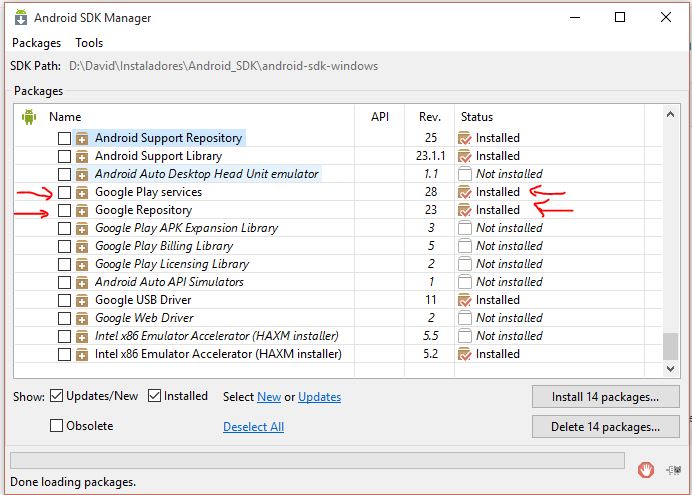 Android SDK Manager
Packages Tools
SDK Path: D:\David\Instaladores\Android_SDK\android-sdk-windows
Packages
Name API Rev. Status
Android Support Repository 25 Installed
Android Support Library 23.1.1 Installed
Android Auto Desktop Head Unit emulator 1.1 Not installed
Google Play services 28 Installed
Google Repository 23 Installed
Google Play APK Expansion Library 3 Not installed
Google Play Billing Library 5 Not installed
Google Play Licensing Library 2 Not installed
Android Auto API Simulators 1 Not installed
Google USB Driver 11 Installed
Google Web Driver 2 Not installed
Intel x86 Emulator Accelerator (HAXM installer) 5.5 Not installed
Intel x86 Emulator Accelerator (HAXM installer) 5.2 Installed
Show: Updates/New Installed Select New or Updates Install 14 packages...
Obsolete Deselect All Delete 14 packages...
Done loading packages.